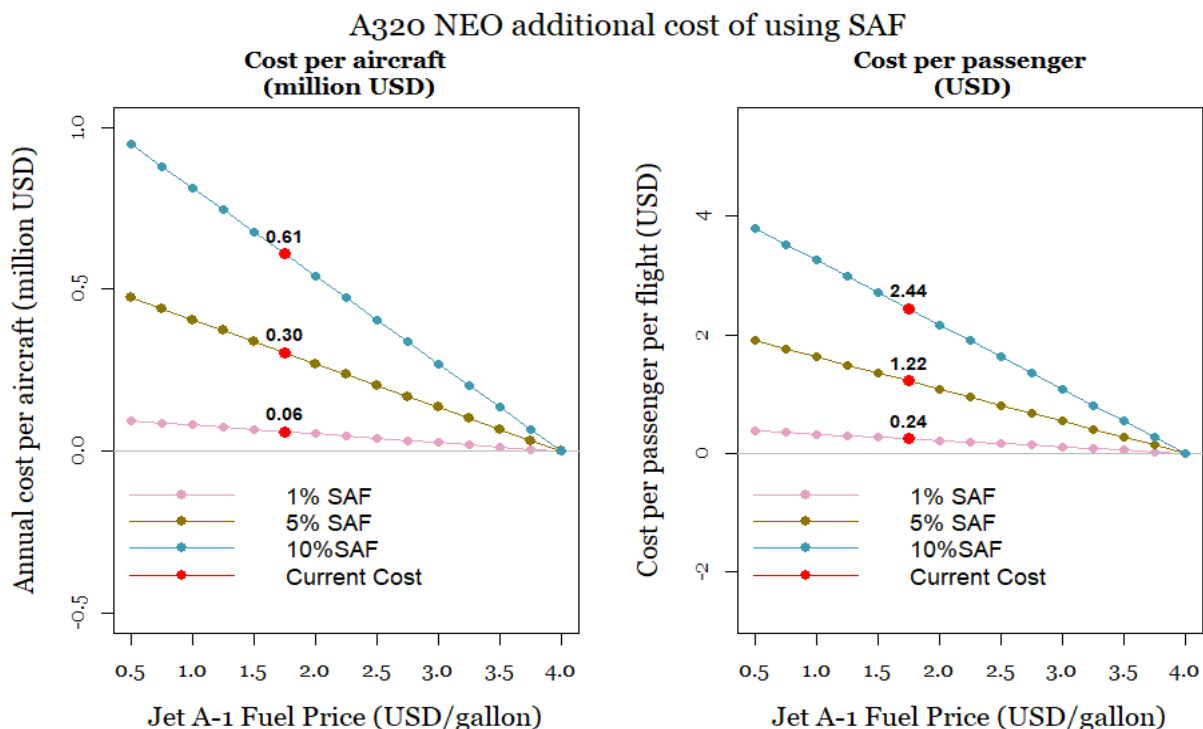 A320 NEO additional cost of using SAF
Cost per aircraft
(million USD)
Annual cost per aircraft (million USD)
1.0
0.5
0.0
-0.5
0.61
0.30
0.06
1% SAF
5% SAF
10%SAF
Current Cost
0.5 1.0 1.5 2.0 2.5 3.0 3.5 4.0
Jet A-1 Fuel Price (USD/gallon)
Cost per passenger
(USD)
Cost per passenger per flight (USD)
4
2
0
-2
2.44
1.22
0.24
1% SAF
5% SAF
10%SAF
Current Cost
0.5 1.0 1.5 2.0 2.5 3.0 3.5 4.0
Jet A-1 Fuel Price (USD/gallon)